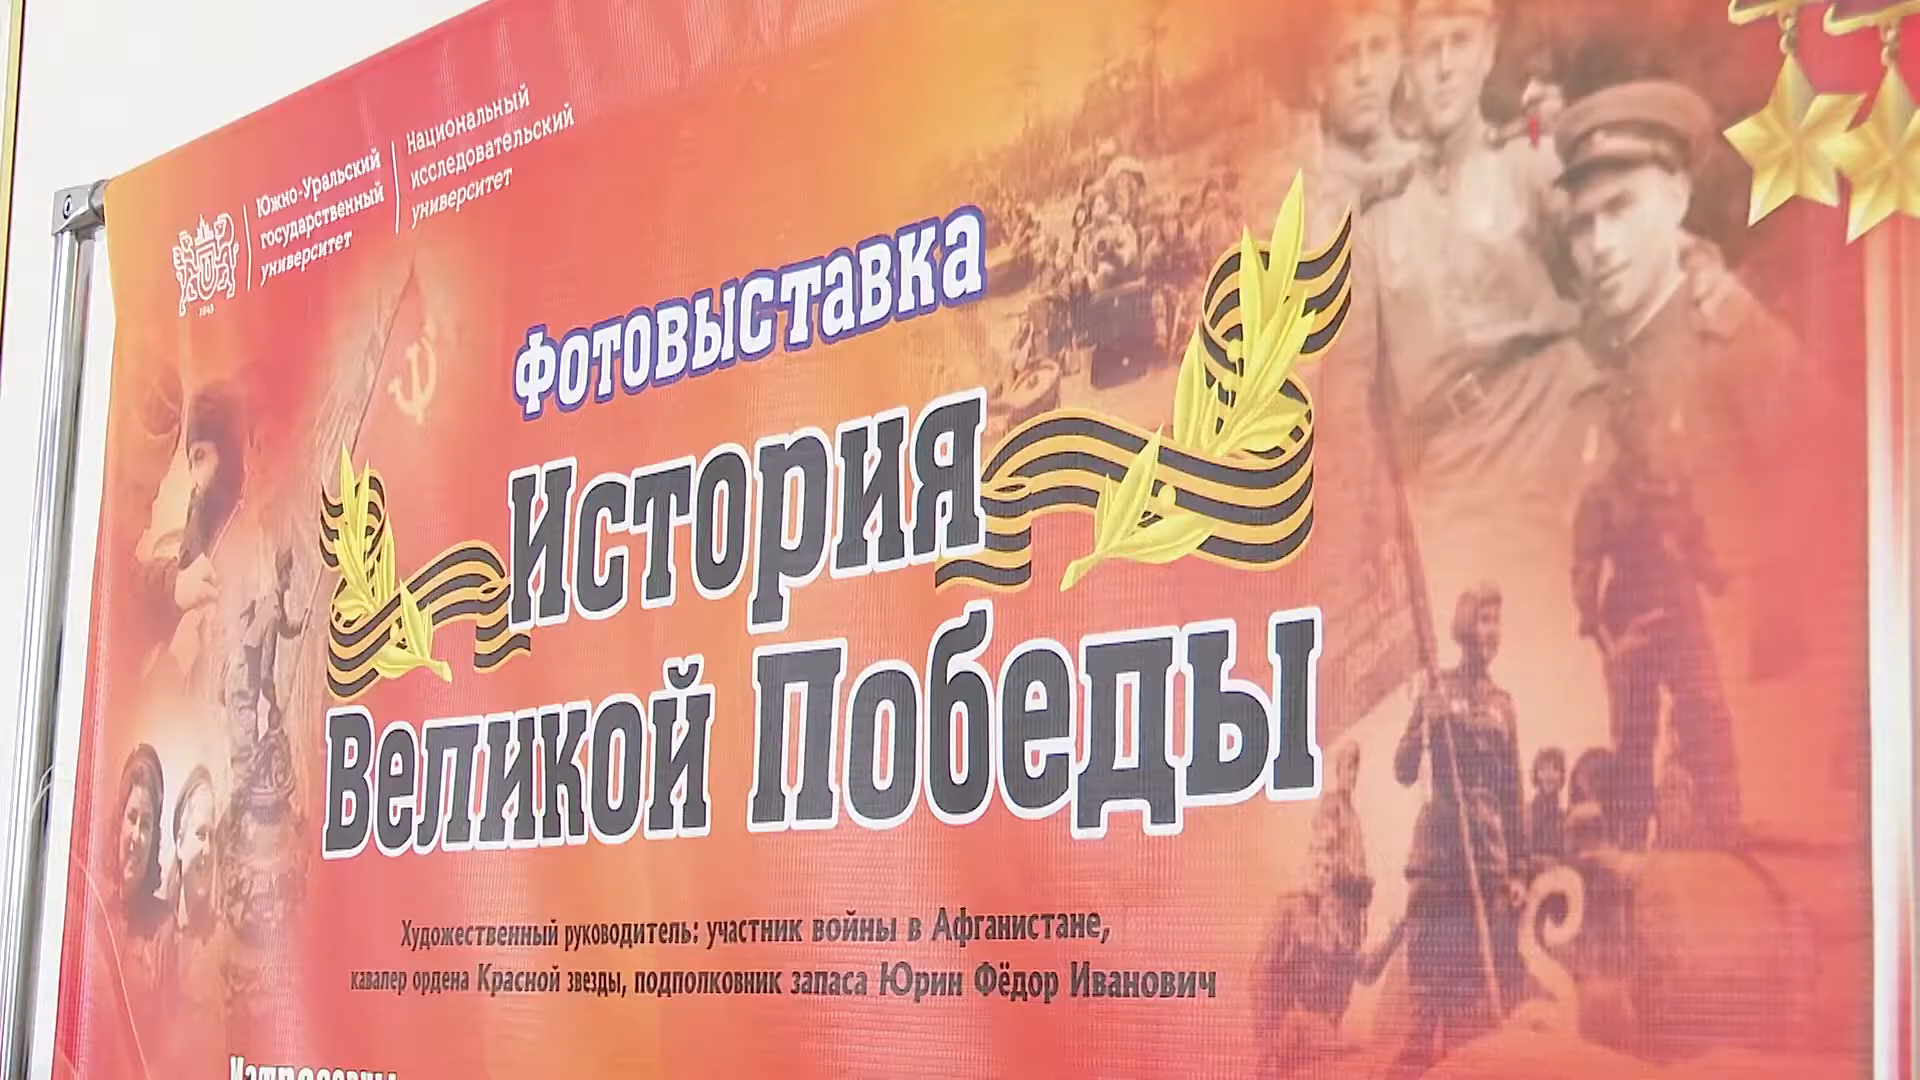 Южно-Уральский
государственный
университет
Национальный
исследовательский
университет
1943
Фотовыставка
История
Великой Победы
Художественный руководитель: участник войны в Афганистане,
кавалер ордена Красной звезды, подполковник запаса Юрин Фёдор Иванович